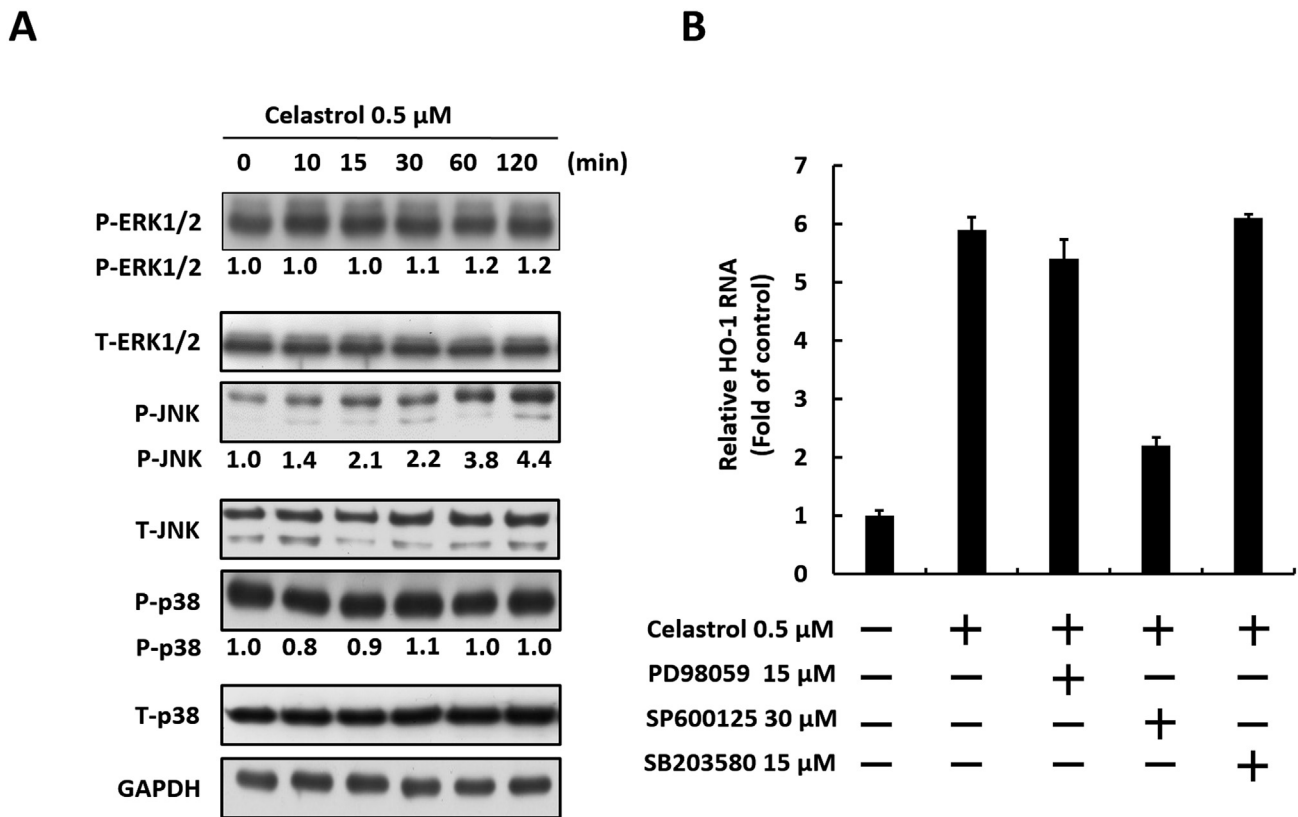 A
B
Celastrol 0.5 µM
0 10 15 30 60 120 (min)
P-ERK1/2
P-ERK1/2 1.0 1.0 1.0 1.1 1.2 1.2
T-ERK1/2
P-JNK
P-JNK 1.0 1.4 2.1 2.2 3.8 4.4
T-JNK
P-p38
P-p38 1.0 0.8 0.9 1.1 1.0 1.0
T-p38
GAPDH
Relative HO-1 RNA
(Fold of control)
7
6
5
4
3
2
1
0
Celastrol 0.5 µM — + + + +
PD98059 15 µM — — + — —
SP600125 30 µM — — — + —
SB203580 15 µM — — — — +